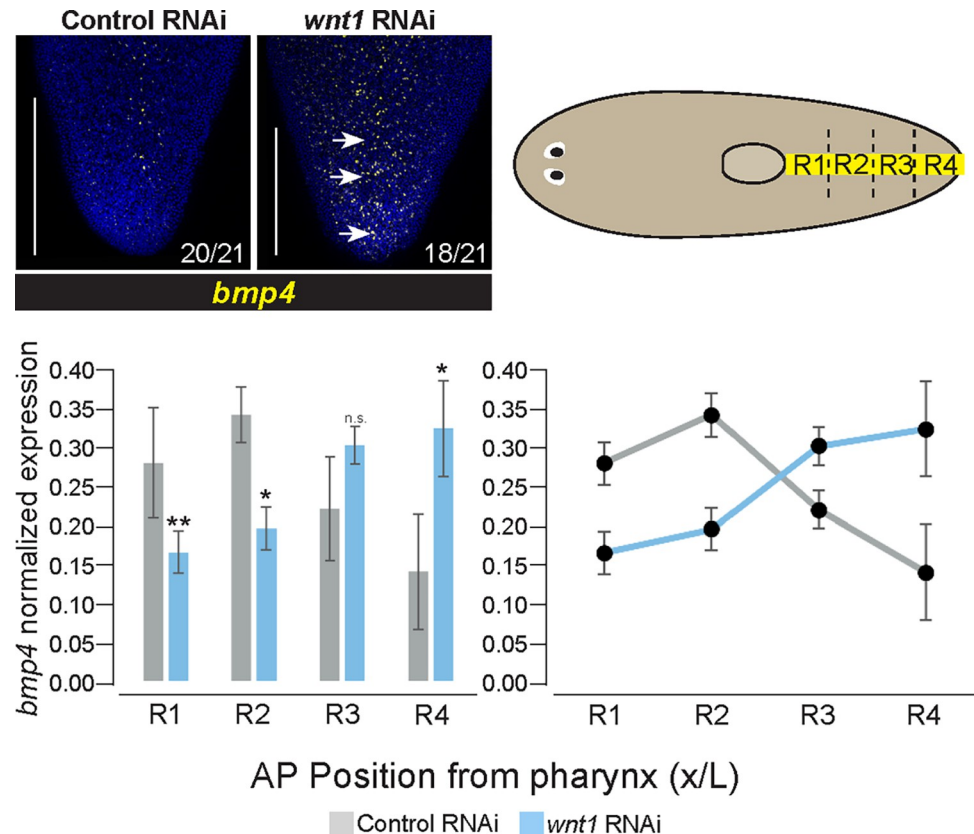 Control RNAi wnt1 RNAi
20/21 18/21
bmp4
R1 R2 R3 R4
bmp4 normalized expression
0.40
0.35
0.30
0.25
0.20
0.15
0.10
0.05
0.00
** * n.s. *
R1 R2 R3 R4
0.40
0.35
0.30
0.25
0.20
0.15
0.10
0.05
0.00
R1 R2 R3 R4
AP Position from pharynx (x/L)
Control RNAi wnt1 RNAi